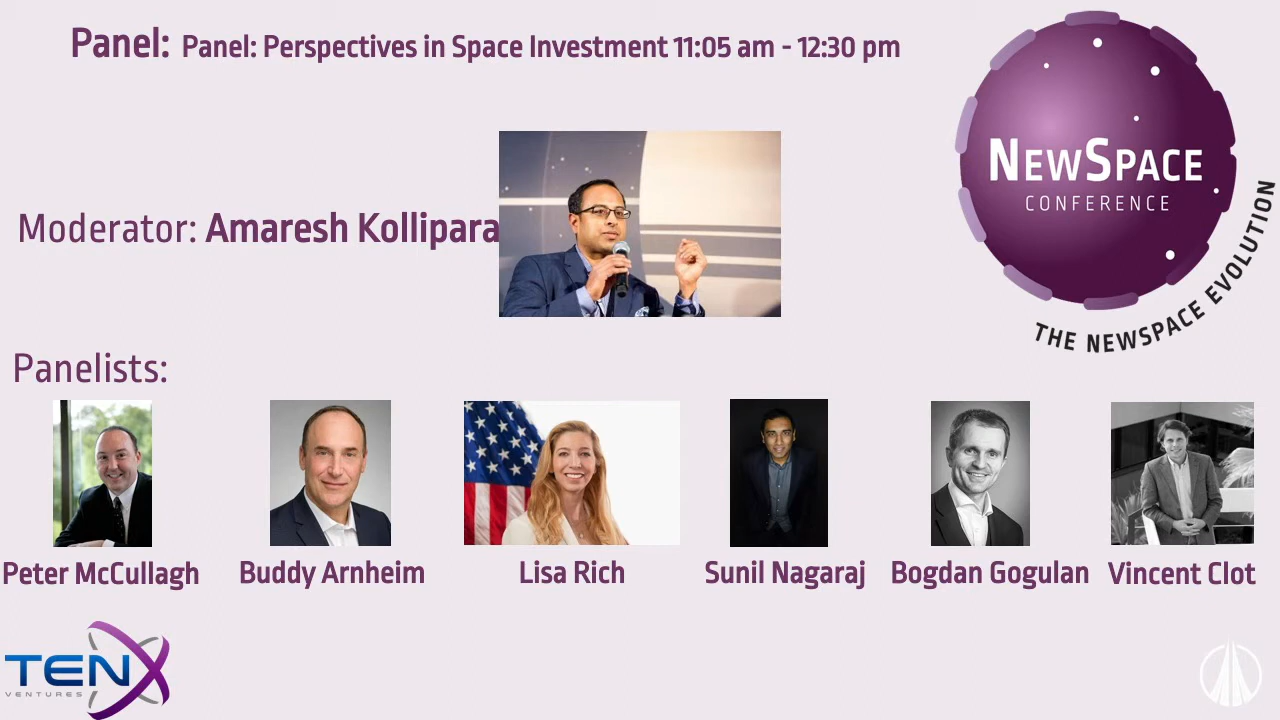 Panel: Panel: Perspectives in Space Investment 11:05 am - 12:30 pm
NEWSPACE
CONFERENCE
THE NEWSPACE EVOLUTION
Moderator: Amaresh Kollipara
Panelists:
Peter McCullagh Buddy Arnheim Lisa Rich Sunil Nagaraj Bogdan Gogulan Vincent Clot
TENX
VENTURES